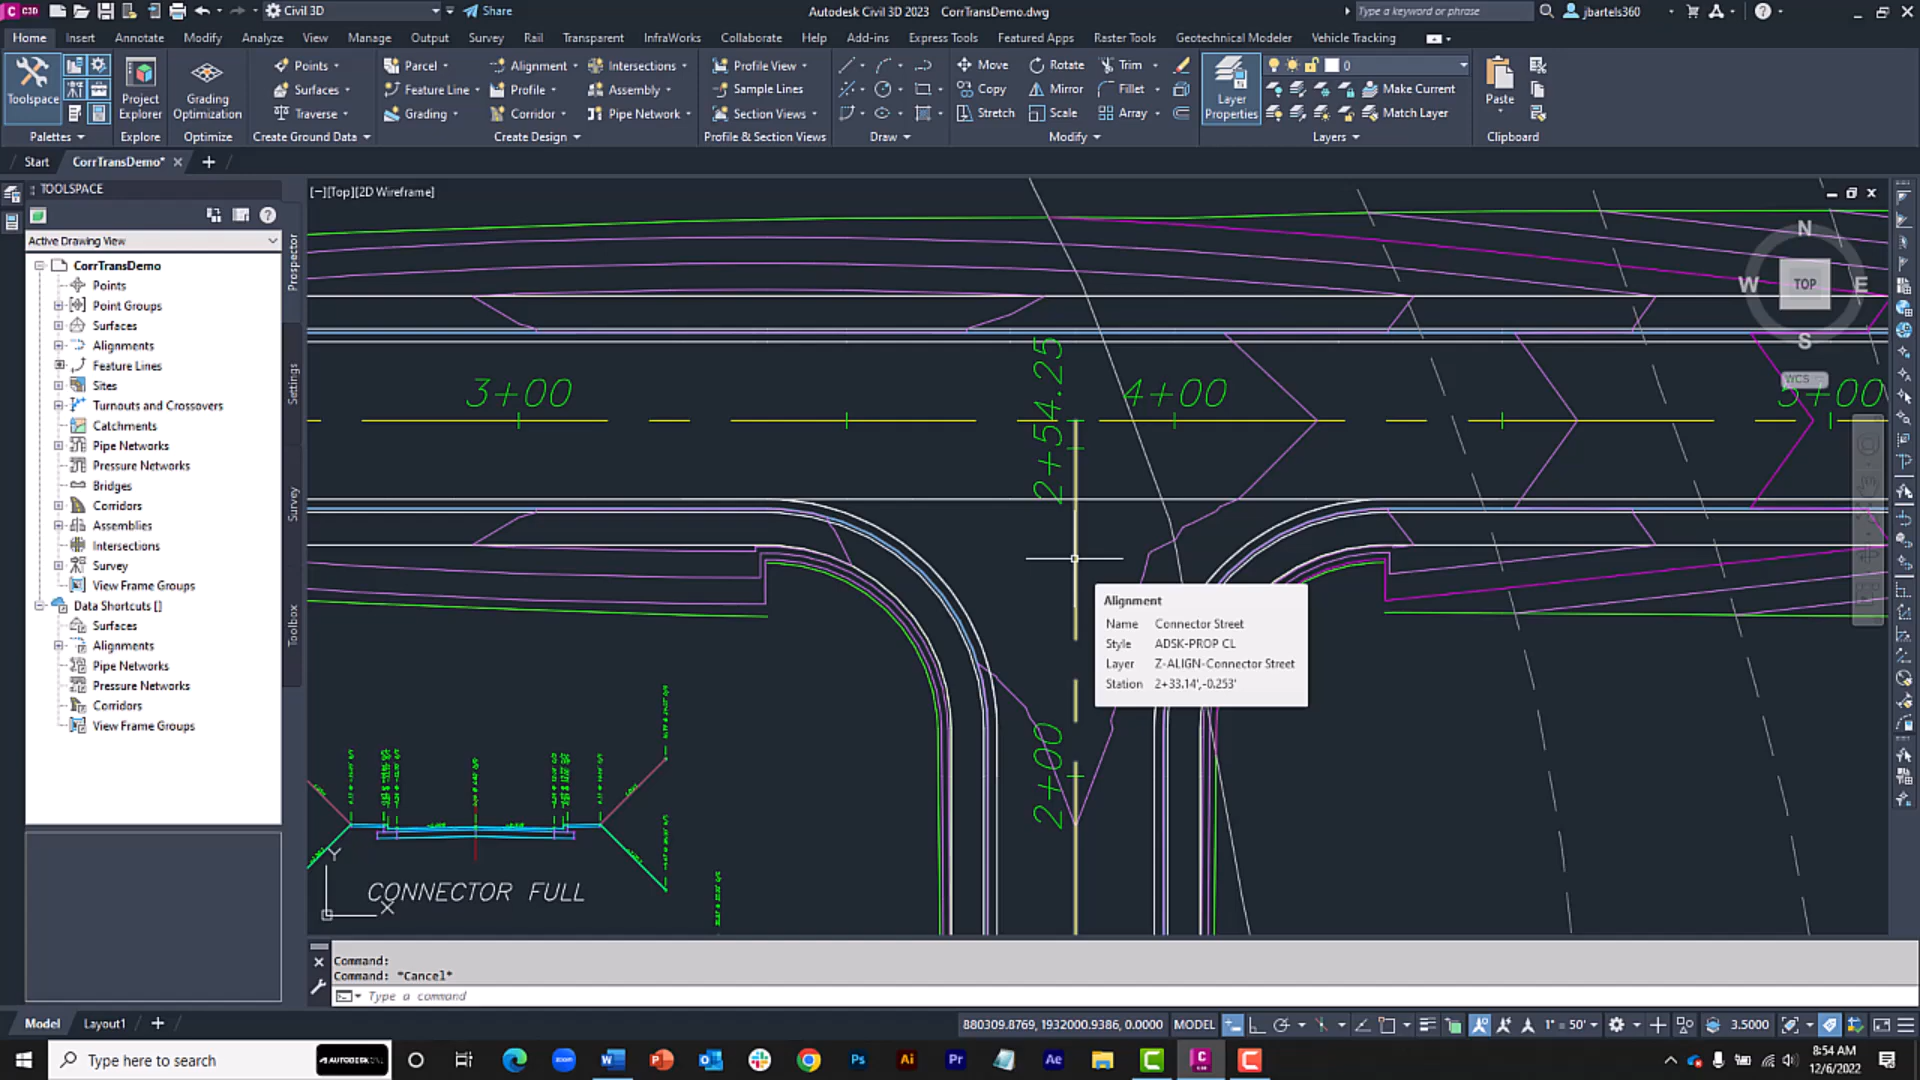 C3D
Civil 3D
Share
Autodesk Civil 3D 2023 CorrTransDemo.dwg
Type a keyword or phrase
jbartels360
Home Insert Annotate Modify Analyze View Manage Output Survey Rail Transparent InfraWorks Collaborate Help Add-ins Express Tools Featured Apps Raster Tools Geotechnical Modeler Vehicle Tracking
Toolspace
Palettes
Project Explorer
Explore
Grading Optimization
Optimize
Points
Surfaces
Traverse
Create Ground Data
Parcel
Feature Line
Grading
Alignment
Profile
Corridor
Intersections
Assembly
Pipe Network
Create Design
Profile View
Sample Lines
Section Views
Profile & Section Views
Draw
Move
Copy
Stretch
Rotate
Mirror
Scale
Trim
Fillet
Array
Modify
Layer Properties
0
Make Current
Match Layer
Layers
Paste
Clipboard
Start
CorrTransDemo*
TOOLSPACE
Active Drawing View
CorrTransDemo
Points
Point Groups
Surfaces
Alignments
Feature Lines
Sites
Turnouts and Crossovers
Catchments
Pipe Networks
Pressure Networks
Bridges
Corridors
Assemblies
Intersections
Survey
View Frame Groups
Data Shortcuts []
Surfaces
Alignments
Pipe Networks
Pressure Networks
Corridors
View Frame Groups
Prospector
Settings
Survey
Toolbox
[−][Top][2D Wireframe]
N
W TOP E
S
WCS
3+00
4+00
5+00
2+54.25
2+00
Alignment
Name Connector Street
Style ADSK-PROP CL
Layer Z-ALIGN-Connector Street
Station 2+33.14',-0.253'
CONNECTOR FULL
Y
X
Command:
Command: *Cancel*
Type a command
Model
Layout1
880309.8769, 1932000.9386, 0.0000 MODEL
1" = 50'
3.5000
Type here to search
AUTODESK
8:54 AM
12/6/2022